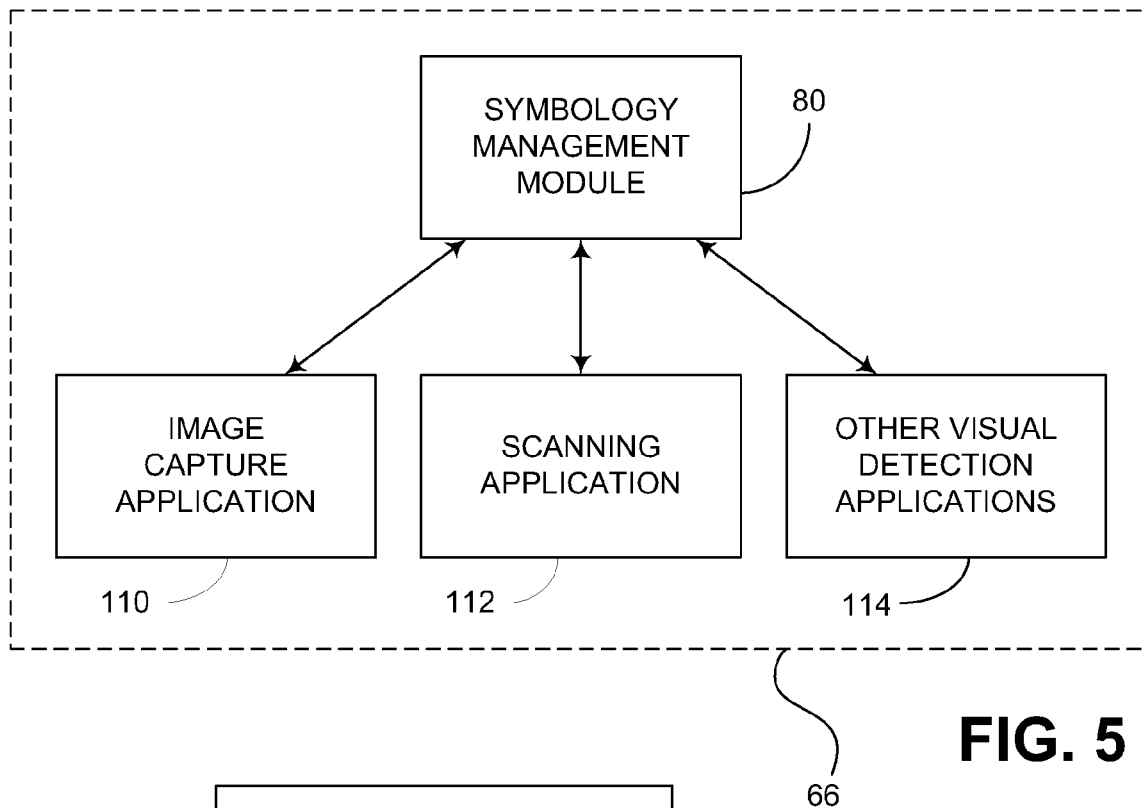 SYMBOLOGY
MANAGEMENT
MODULE
80
IMAGE
CAPTURE
APPLICATION
SCANNING
APPLICATION
OTHER VISUAL
DETECTION
APPLICATIONS
110
112
114
FIG. 5
66